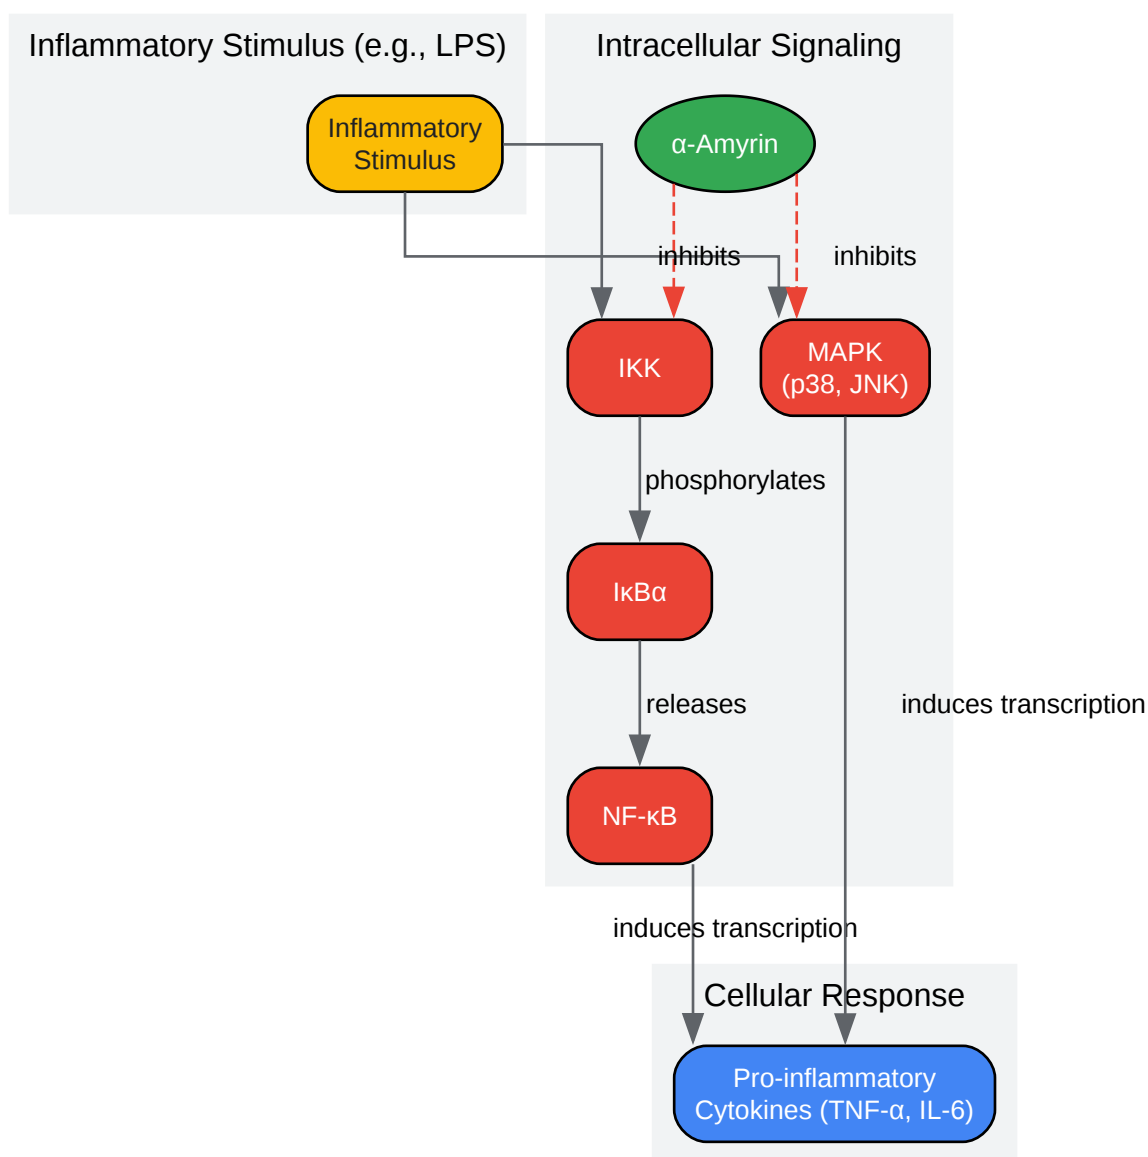 Inflammatory Stimulus (e.g., LPS)
Intracellular Signaling
Inflammatory
Stimulus
α-Amyrin
inhibits
inhibits
IKK
MAPK
(p38, JNK)
phosphorylates
IκBα
releases
induces transcription
NF-κB
induces transcription
Cellular Response
Pro-inflammatory
Cytokines (TNF-α, IL-6)